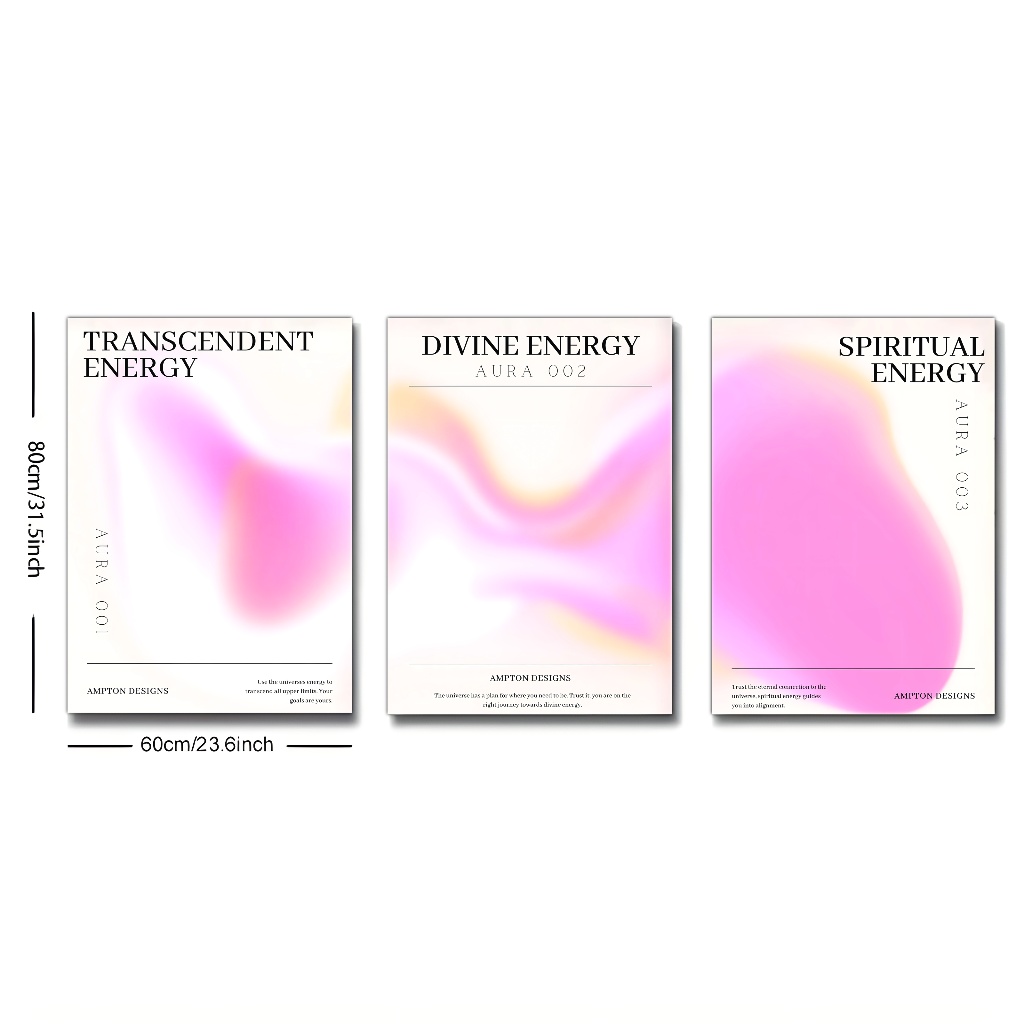 TRANSCENDENT
ENERGY
AURA 001
AMPTON DESIGNS
Use the universes energy to
transcend all upper limits. Your
goals are yours.
DIVINE ENERGY
AURA 002
AMPTON DESIGNS
The universe has a plan for where you need to be. Trust it, you are on the
right journey towards divine energy.
SPIRITUAL
ENERGY
AURA 003
Trust the eternal connection to the
universe, spiritual energy guides
you into alignment.
AMPTON DESIGNS
80cm/31.5inch
60cm/23.6inch